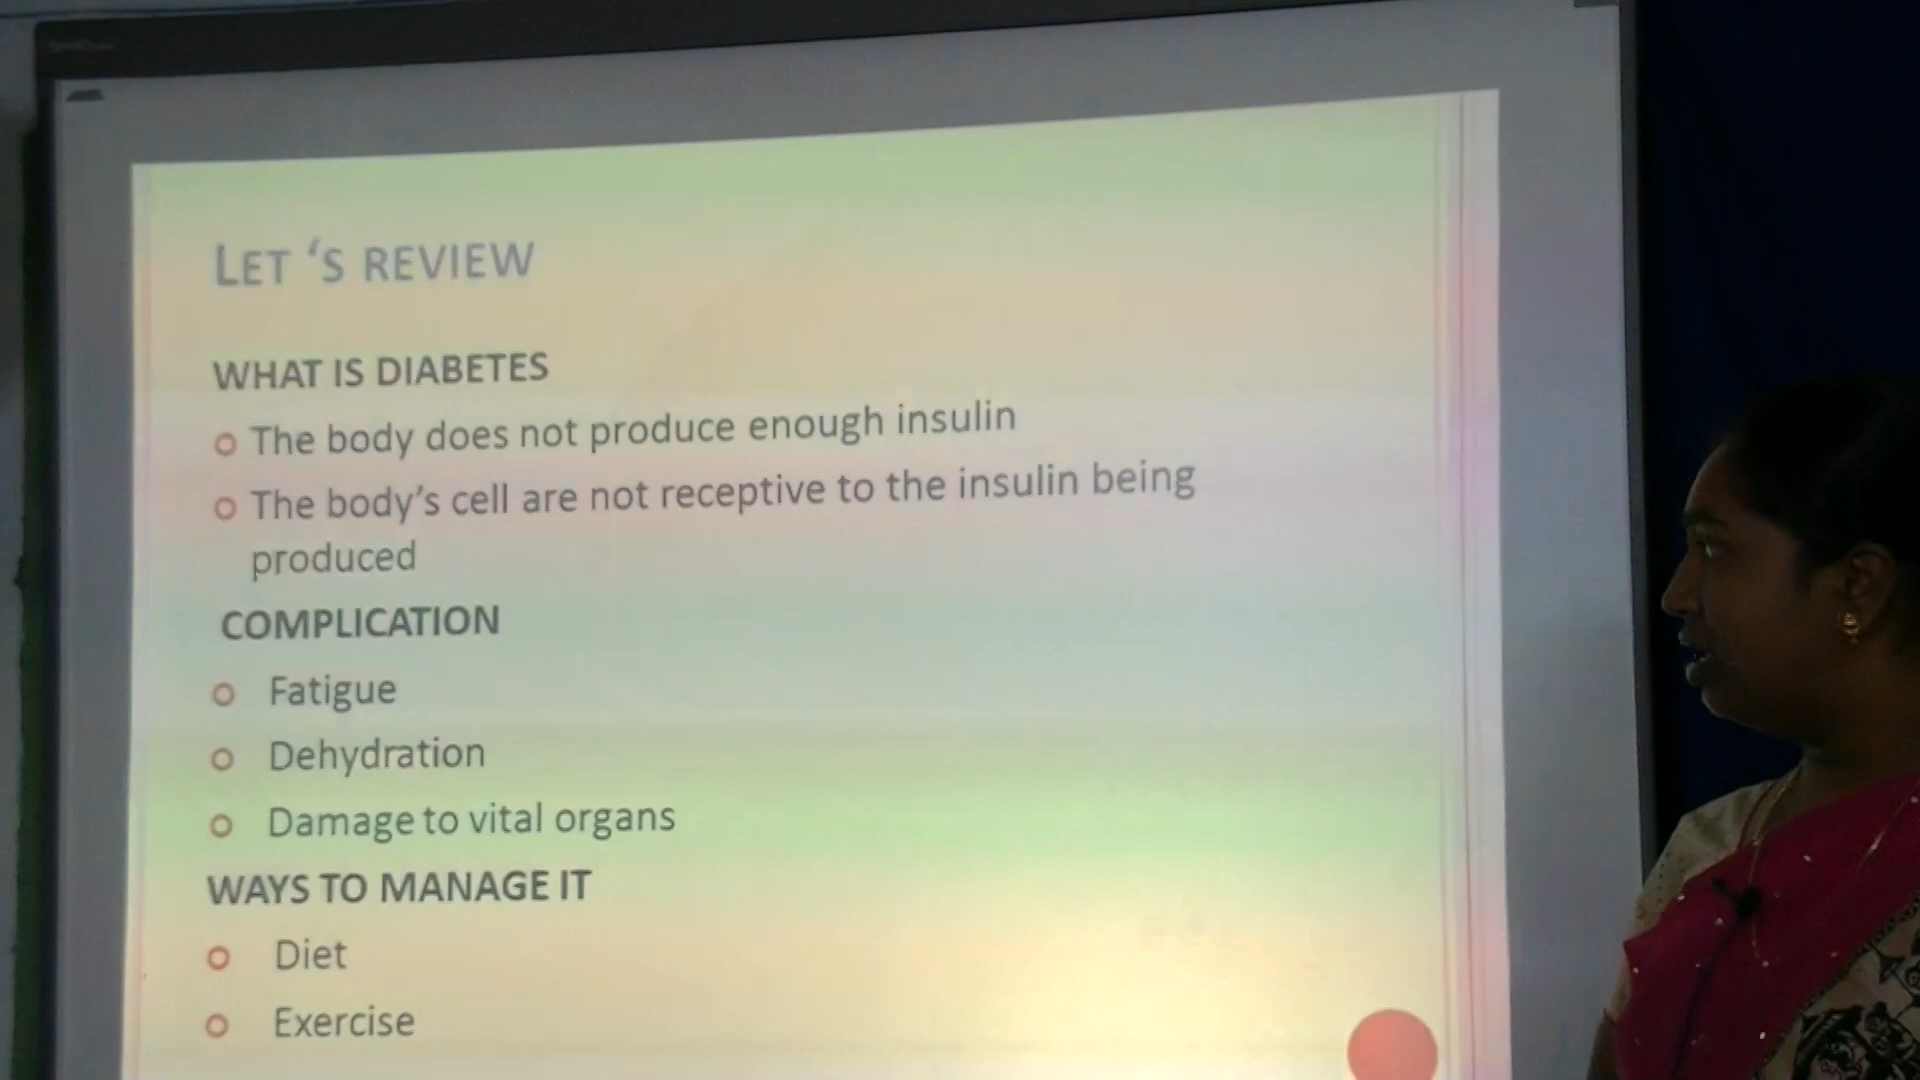 LET 'S REVIEW
WHAT IS DIABETES
The body does not produce enough insulin
The body's cell are not receptive to the insulin being
produced
COMPLICATION
Fatigue
Dehydration
Damage to vital organs
WAYS TO MANAGE IT
Diet
Exercise